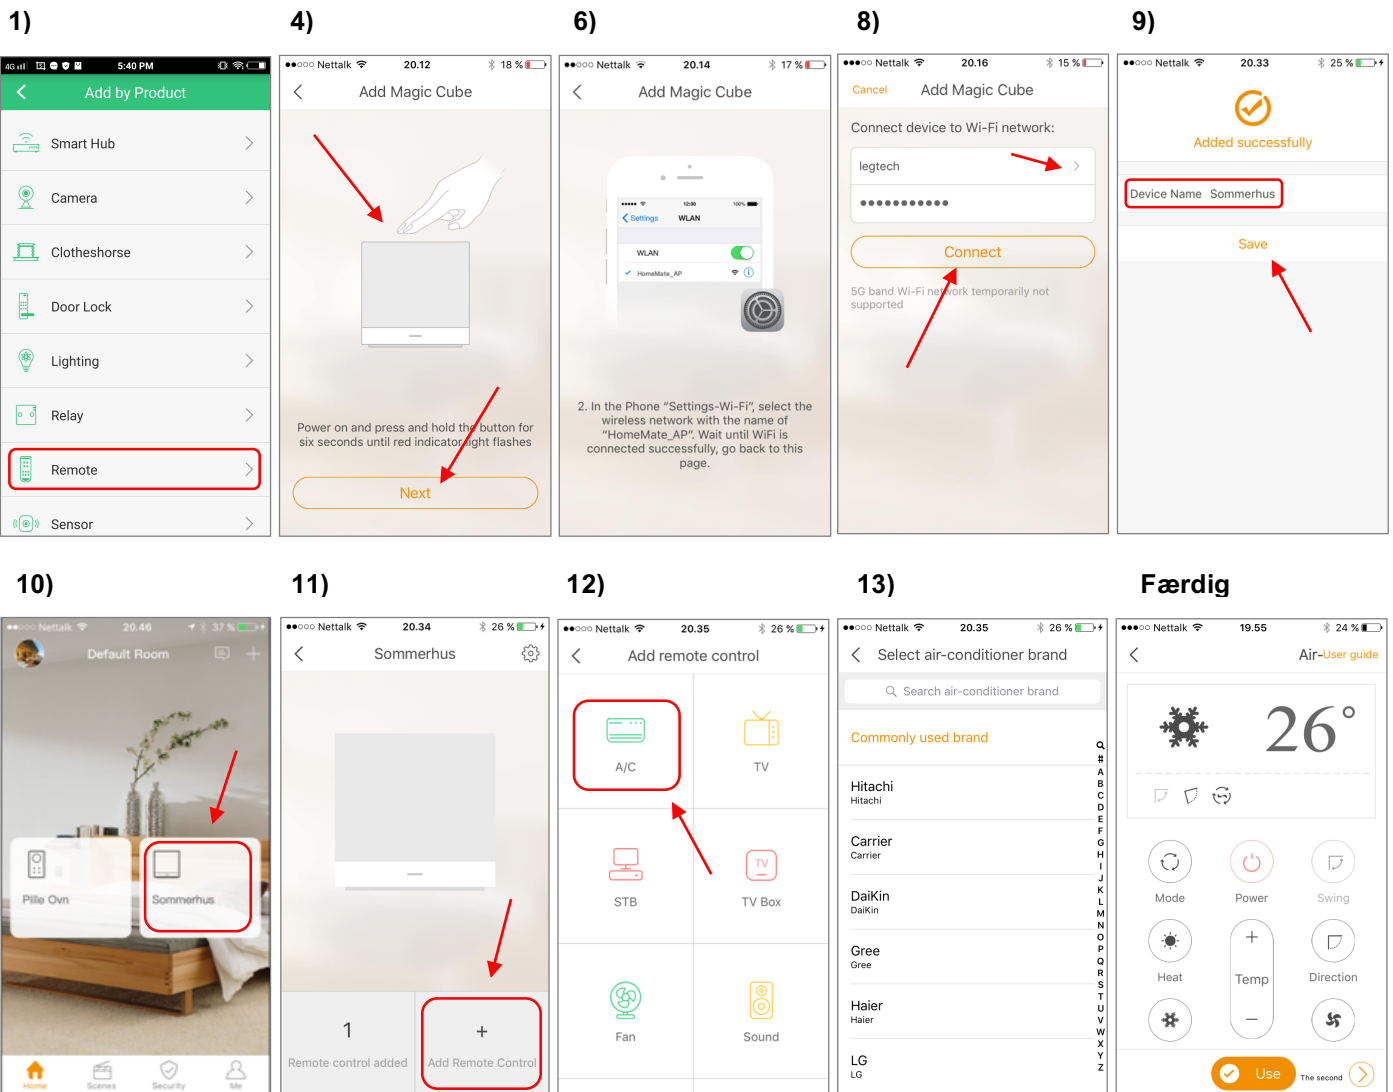 1)
4G
5:40 PM
Add by Product
Smart Hub
Camera
Clotheshorse
Door Lock
Lighting
Relay
Remote
Sensor
4)
Nettalk 20.12 18 %
Add Magic Cube
Power on and press and hold the button for
six seconds until red indicator light flashes
Next
6)
Nettalk 20.14 17 %
Add Magic Cube
12:00 100%
Settings WLAN
WLAN
HomeMate_AP
2. In the Phone “Settings-Wi-Fi”, select the
wireless network with the name of
“HomeMate_AP”. Wait until WiFi is
connected successfully, go back to this
page.
8)
Nettalk 20.16 15 %
Cancel Add Magic Cube
Connect device to Wi-Fi network:
legtech
●●●●●●●●●●●
Connect
5G band Wi-Fi network temporarily not
supported
9)
Nettalk 20.33 25 %
Added successfully
Device Name Sommerhus
Save
10)
Nettalk 20.46 37 %
Default Room
Pille Ovn
Sommerhus
Home Scenes Security Me
11)
Nettalk 20.34 26 %
Sommerhus
1
Remote control added
+
Add Remote Control
12)
Nettalk 20.35 26 %
Add remote control
A/C TV
STB TV Box
TV
Fan Sound
13)
Nettalk 20.35 26 %
Select air-conditioner brand
Search air-conditioner brand
Commonly used brand
Hitachi
Hitachi
Carrier
Carrier
DaiKin
DaiKin
Gree
Gree
Haier
Haier
LG
LG
#
A
B
C
D
E
F
G
H
I
J
K
L
M
N
O
P
Q
R
S
T
U
V
W
X
Y
Z
Færdig
Nettalk 19.55 24 %
Air-User guide
26°
Mode Power Swing
+
Heat Temp Direction
−
Use The second